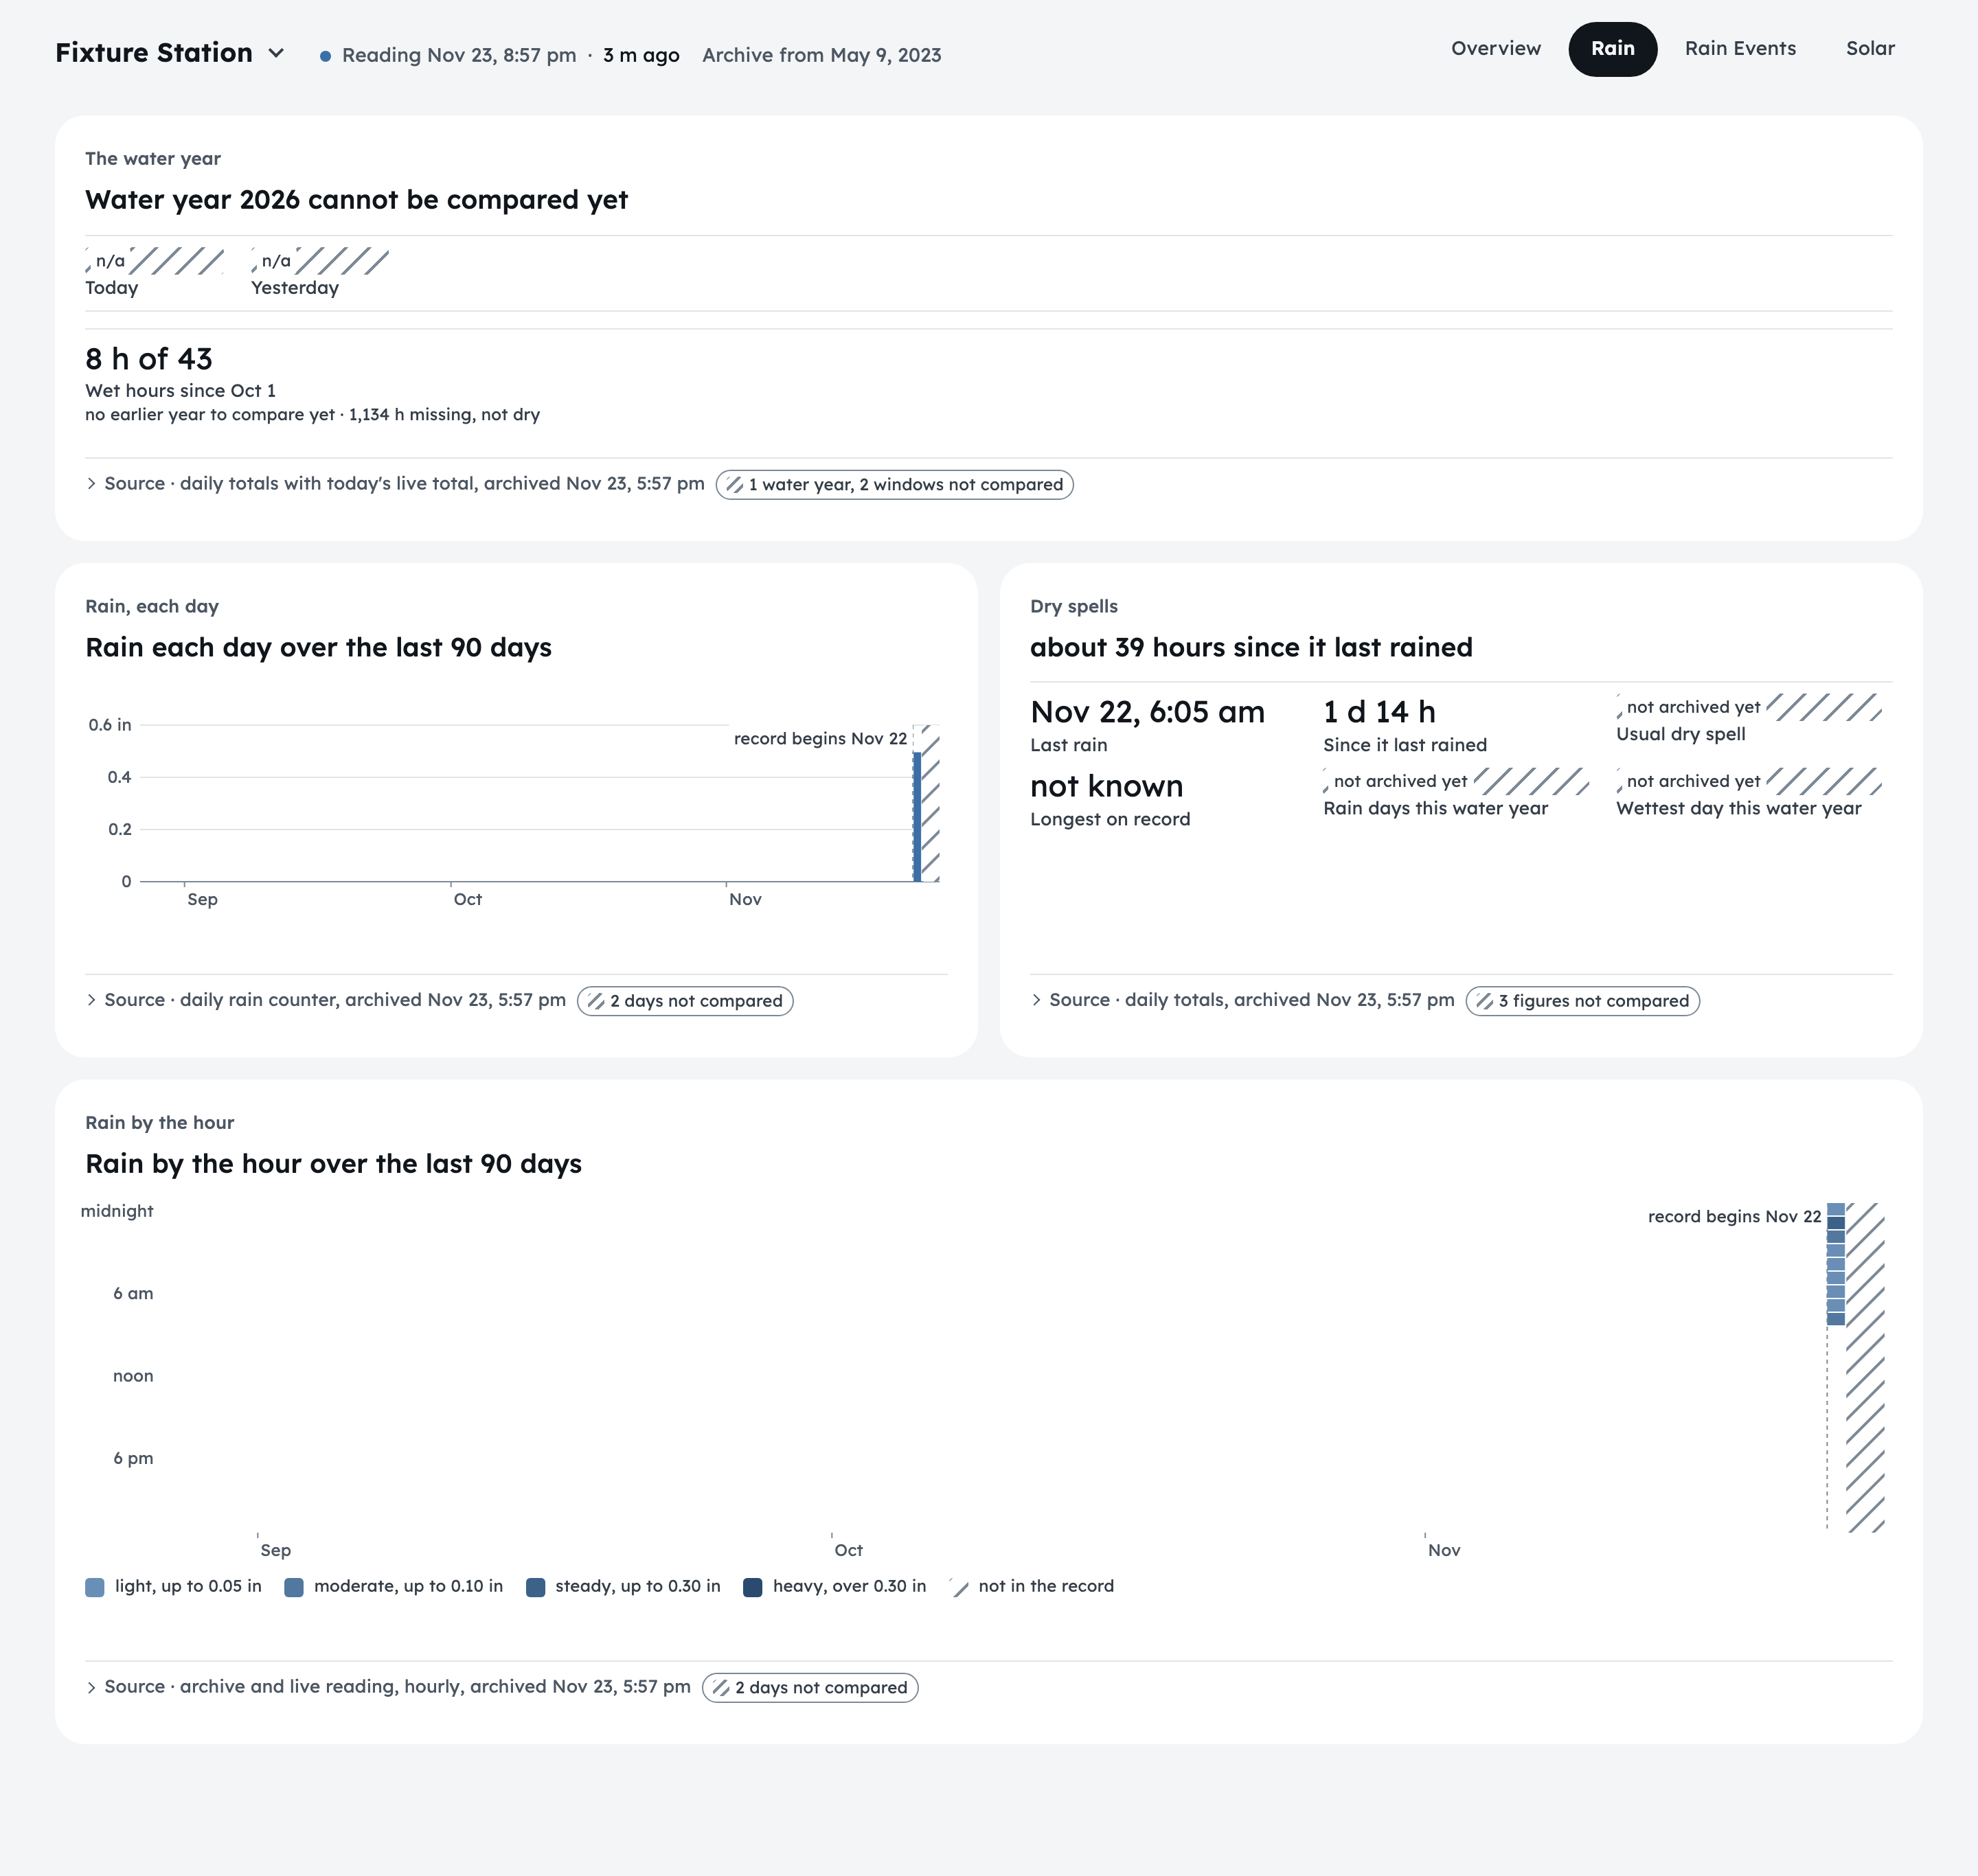 Fixture Station
Reading Nov 23, 8:57 pm · 3 m ago Archive from May 9, 2023
Overview Rain Rain Events Solar
The water year
Water year 2026 cannot be compared yet
n/a n/a
Today Yesterday
8 h of 43
Wet hours since Oct 1
no earlier year to compare yet · 1,134 h missing, not dry
Source · daily totals with today's live total, archived Nov 23, 5:57 pm 1 water year, 2 windows not compared
Rain, each day
Rain each day over the last 90 days
0.6 in
record begins Nov 22
0.4
0.2
0
Sep Oct Nov
Source · daily rain counter, archived Nov 23, 5:57 pm 2 days not compared
Dry spells
about 39 hours since it last rained
Nov 22, 6:05 am
Last rain
1 d 14 h
Since it last rained
not archived yet
Usual dry spell
not known
Longest on record
not archived yet
Rain days this water year
not archived yet
Wettest day this water year
Source · daily totals, archived Nov 23, 5:57 pm 3 figures not compared
Rain by the hour
Rain by the hour over the last 90 days
midnight
record begins Nov 22
6 am
noon
6 pm
Sep Oct Nov
light, up to 0.05 in moderate, up to 0.10 in steady, up to 0.30 in heavy, over 0.30 in not in the record
Source · archive and live reading, hourly, archived Nov 23, 5:57 pm 2 days not compared